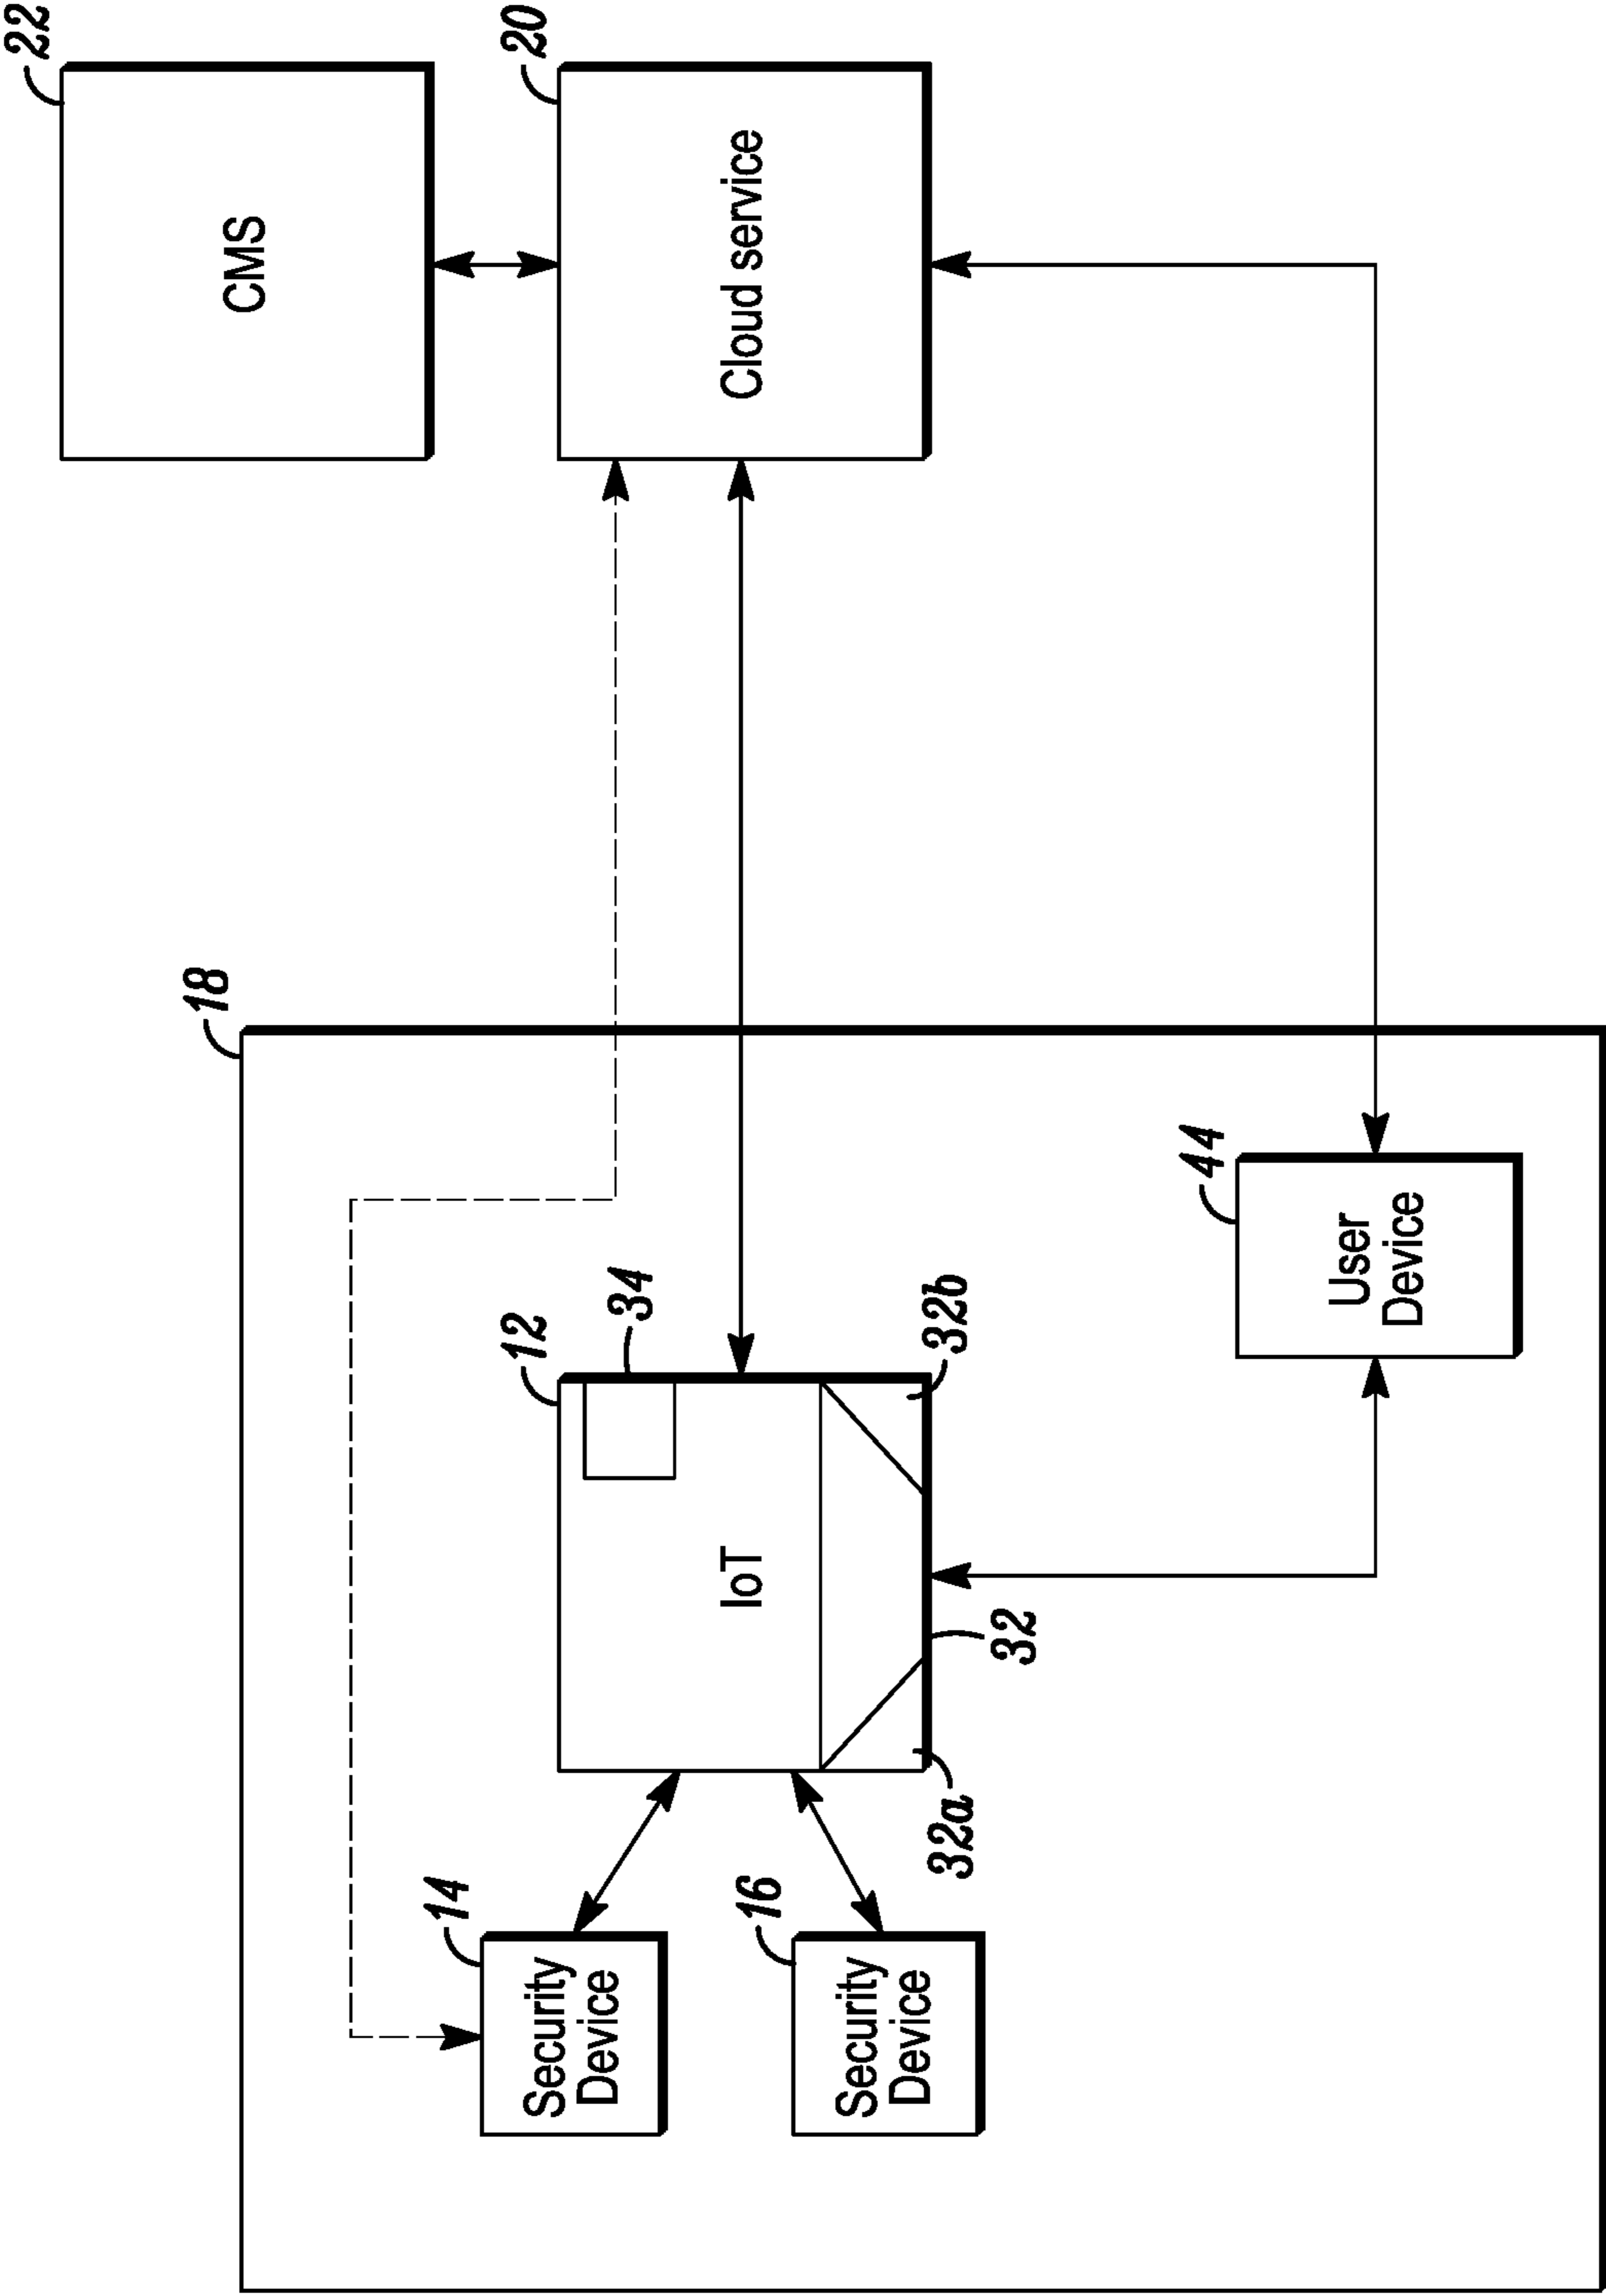 22
CMS
20
Cloud service
18
12
34
IoT
32b
32
32a
14
Security
Device
16
Security
Device
44
User
Device